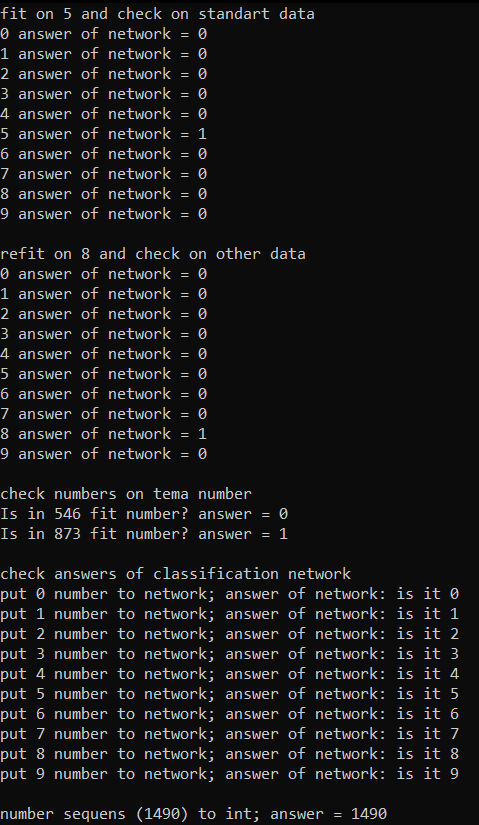 fit on 5 and check on standart data
0 answer of network = 0
1 answer of network = 0
2 answer of network = 0
3 answer of network = 0
4 answer of network = 0
5 answer of network = 1
6 answer of network = 0
7 answer of network = 0
8 answer of network = 0
9 answer of network = 0
refit on 8 and check on other data
0 answer of network = 0
1 answer of network = 0
2 answer of network = 0
3 answer of network = 0
4 answer of network = 0
5 answer of network = 0
6 answer of network = 0
7 answer of network = 0
8 answer of network = 1
9 answer of network = 0
check numbers on tema number
Is in 546 fit number? answer = 0
Is in 873 fit number? answer = 1
check answers of classification network
put 0 number to network; answer of network: is it 0
put 1 number to network; answer of network: is it 1
put 2 number to network; answer of network: is it 2
put 3 number to network; answer of network: is it 3
put 4 number to network; answer of network: is it 4
put 5 number to network; answer of network: is it 5
put 6 number to network; answer of network: is it 6
put 7 number to network; answer of network: is it 7
put 8 number to network; answer of network: is it 8
put 9 number to network; answer of network: is it 9
number sequens (1490) to int; answer = 1490